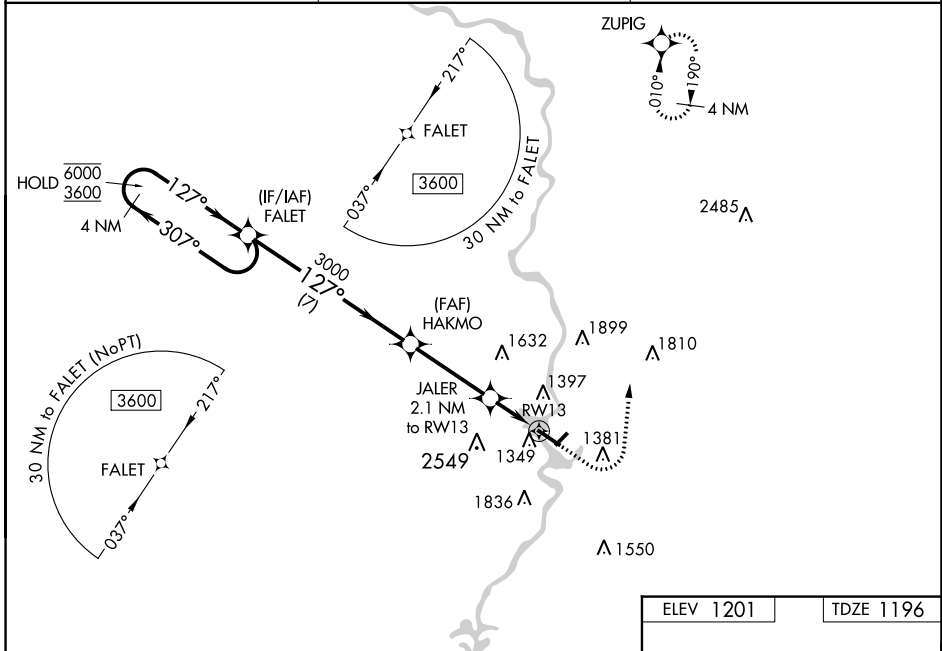 ZUPIG
010°
190°
4 NM
217°
FALET
3600
037°
30 NM to FALET
HOLD 6000
3600
4 NM
127°
307°
(IF/IAF)
FALET
2485
3000
127°
(7)
(FAF)
HAKMO
1632
1899
1810
30 NM to FALET (NoPT)
3600
217°
FALET
037°
JALER
2.1 NM
to RW13
1397
RW13
2549
1349
1381
1836
1550
ELEV 1201
TDZE 1196